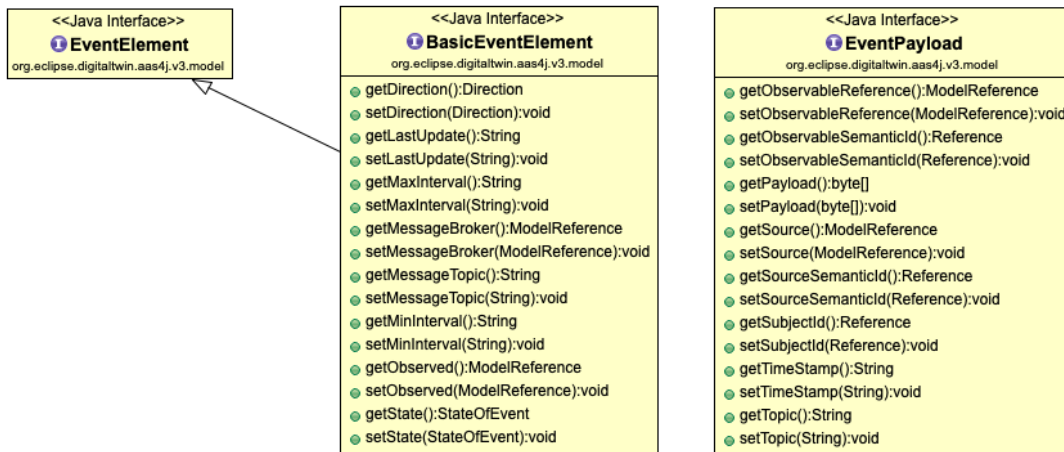 <<Java Interface>>
EventElement
org.eclipse.digitaltwin.aas4j.v3.model
<<Java Interface>>
BasicEventElement
org.eclipse.digitaltwin.aas4j.v3.model
getDirection():Direction
setDirection(Direction):void
getLastUpdate():String
setLastUpdate(String):void
getMaxInterval():String
setMaxInterval(String):void
getMessageBroker():ModelReference
setMessageBroker(ModelReference):void
getMessageTopic():String
setMessageTopic(String):void
getMinInterval():String
setMinInterval(String):void
getObserved():ModelReference
setObserved(ModelReference):void
getState():StateOfEvent
setState(StateOfEvent):void
<<Java Interface>>
EventPayload
org.eclipse.digitaltwin.aas4j.v3.model
getObservableReference():ModelReference
setObservableReference(ModelReference):void
getObservableSemanticId():Reference
setObservableSemanticId(Reference):void
getPayload():byte[]
setPayload(byte[]):void
getSource():ModelReference
setSource(ModelReference):void
getSourceSemanticId():Reference
setSourceSemanticId(Reference):void
getSubjectId():Reference
setSubjectId(Reference):void
getTimeStamp():String
setTimeStamp(String):void
getTopic():String
setTopic(String):void